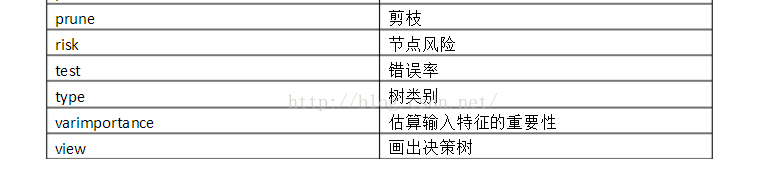 prune 剪枝
risk 节点风险
test 错误率
type 树类别
varimportance 估算输入特征的重要性
view 画出决策树